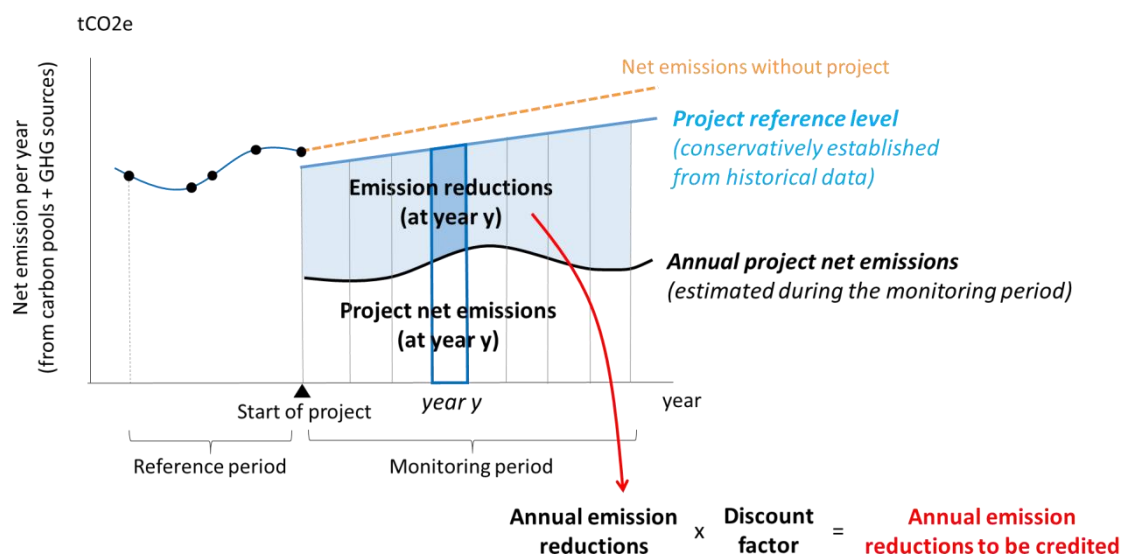 tCO2e
Net emission per year
(from carbon pools + GHG sources)
Net emissions without project
Project reference level
(conservatively established
from historical data)
Emission reductions
(at year y)
Annual project net emissions
(estimated during the monitoring period)
Project net emissions
(at year y)
Start of project
year y
year
Reference period
Monitoring period
Annual emission
reductions
x
Discount
factor
=
Annual emission
reductions to be credited